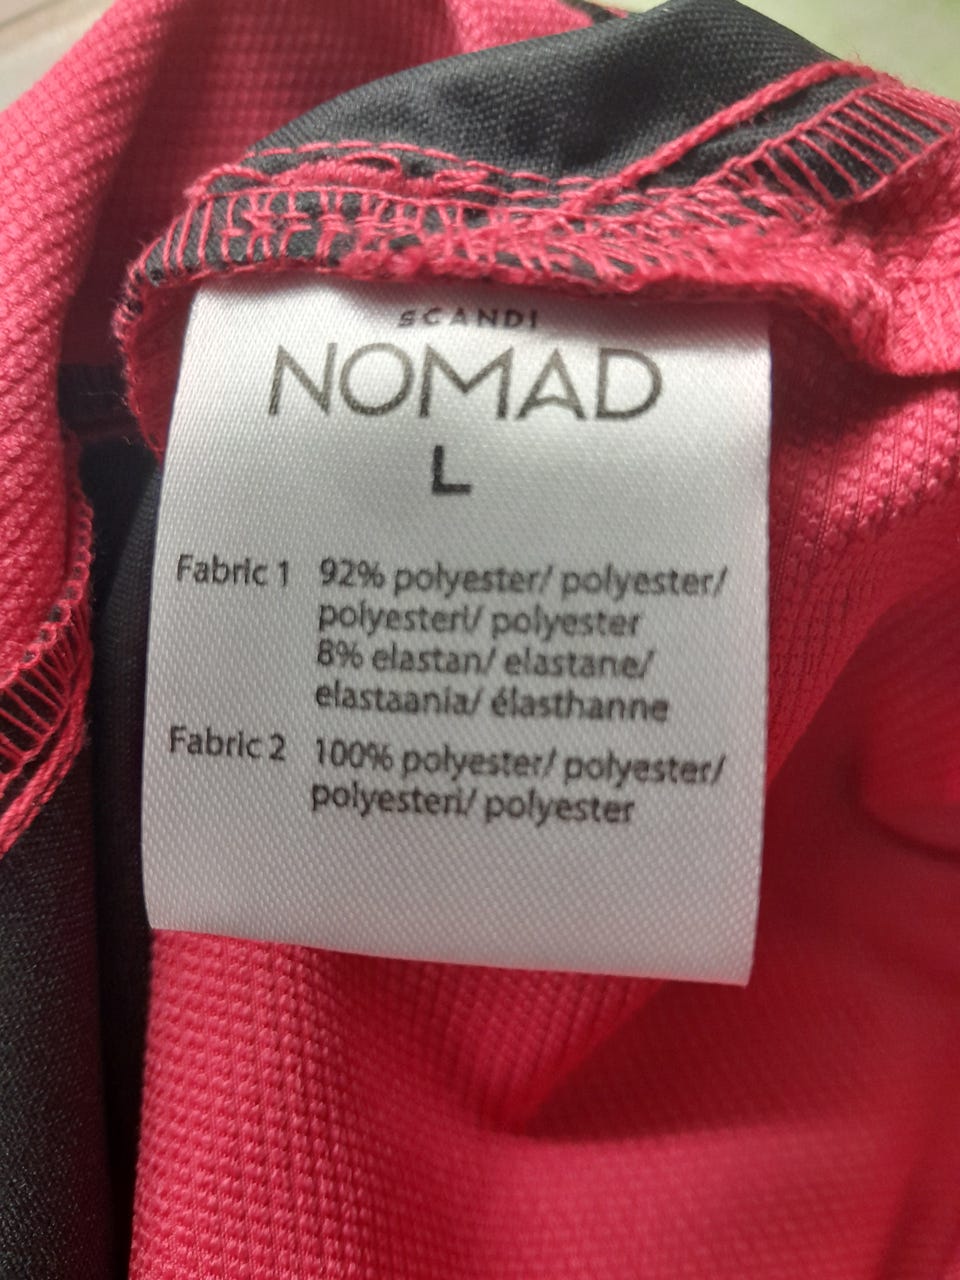 SCANDI
NOMAD
L
Fabric 1 92% polyester/ polyester/
polyesteri/ polyester
8% elastan/ elastane/
elastaania/ élasthanne
Fabric 2 100% polyester/ polyester/
polyesteri/ polyester